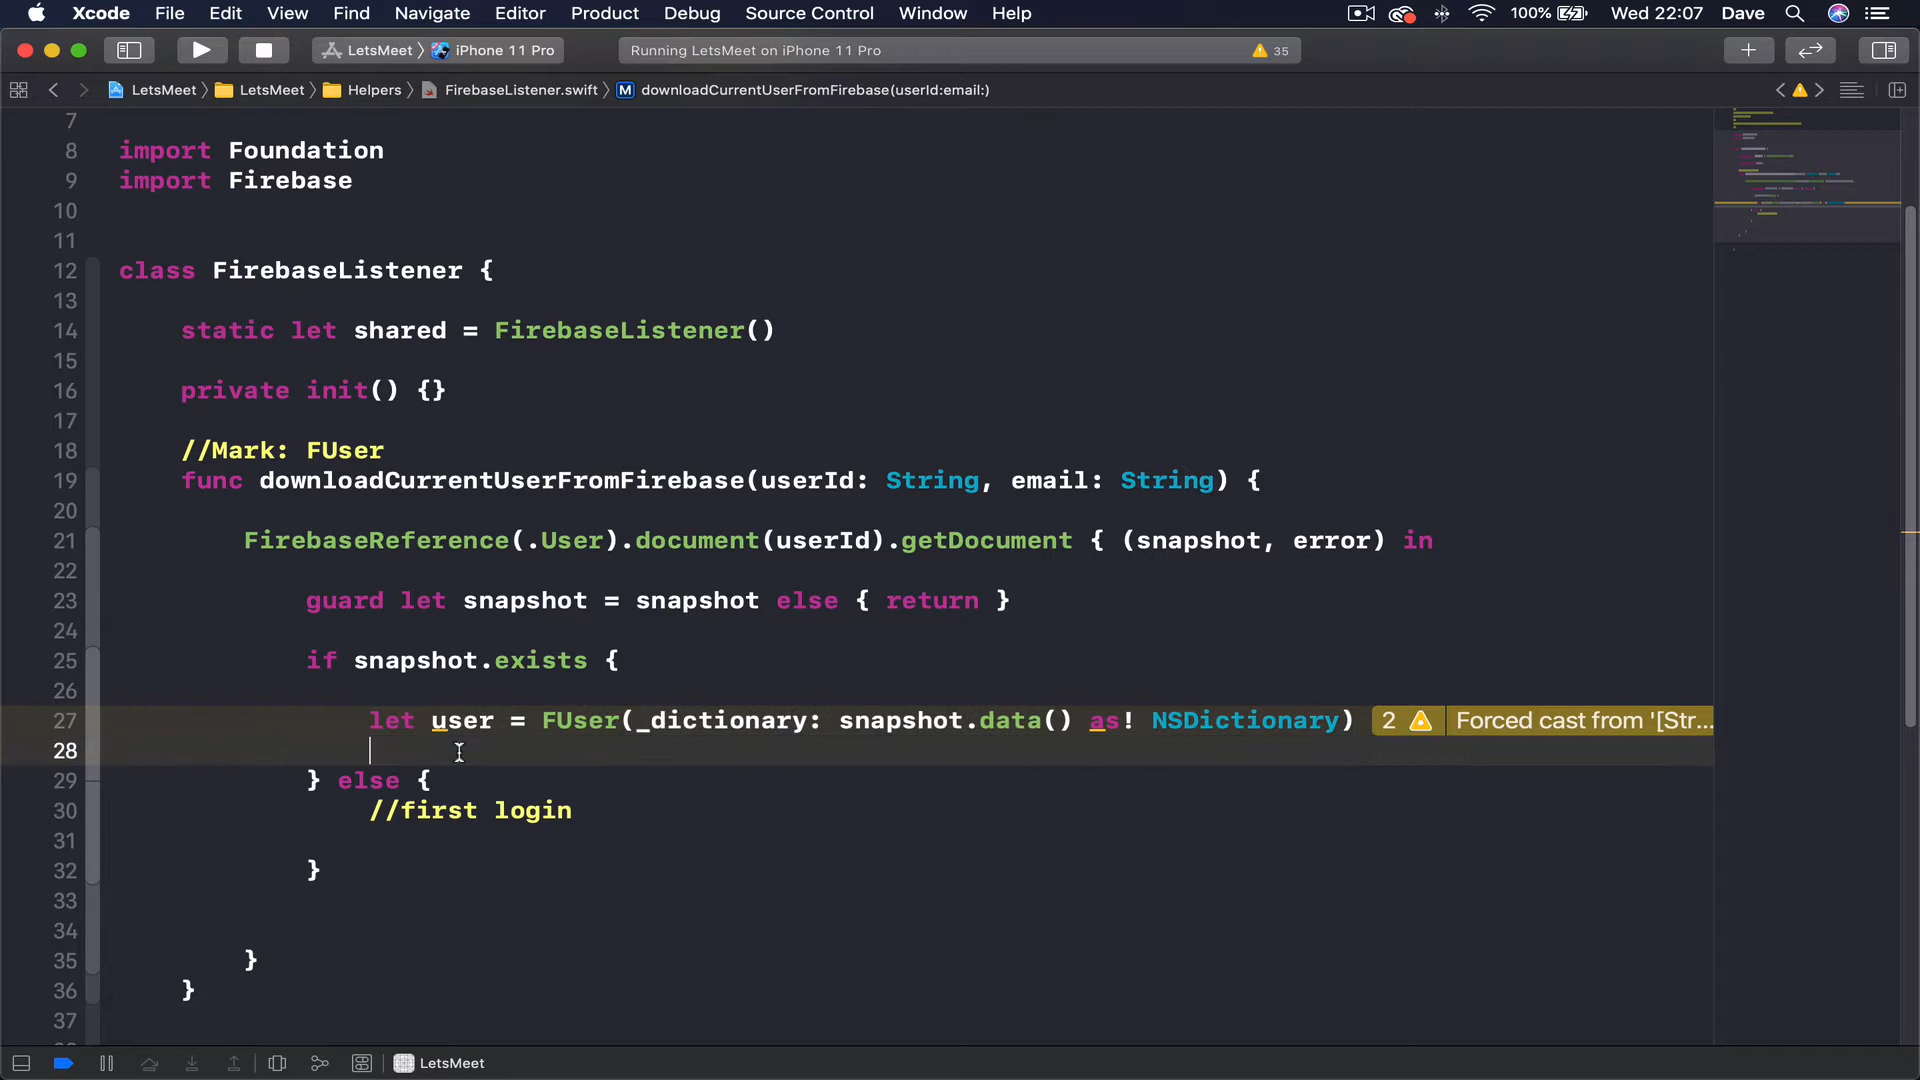 Xcode File Edit View Find Navigate Editor Product Debug Source Control Window Help 100% Wed 22:07 Dave
LetsMeet iPhone 11 Pro Running LetsMeet on iPhone 11 Pro 35
LetsMeet LetsMeet Helpers FirebaseListener.swift M downloadCurrentUserFromFirebase(userId:email:)
7
8 import Foundation
9 import Firebase
10
11
12 class FirebaseListener {
13
14 static let shared = FirebaseListener()
15
16 private init() {}
17
18 //Mark: FUser
19 func downloadCurrentUserFromFirebase(userId: String, email: String) {
20
21 FirebaseReference(.User).document(userId).getDocument { (snapshot, error) in
22
23 guard let snapshot = snapshot else { return }
24
25 if snapshot.exists {
26
27 let user = FUser(_dictionary: snapshot.data() as! NSDictionary) 2 Forced cast from '[Str...
28
29 } else {
30 //first login
31
32 }
33
34
35 }
36 }
37
LetsMeet